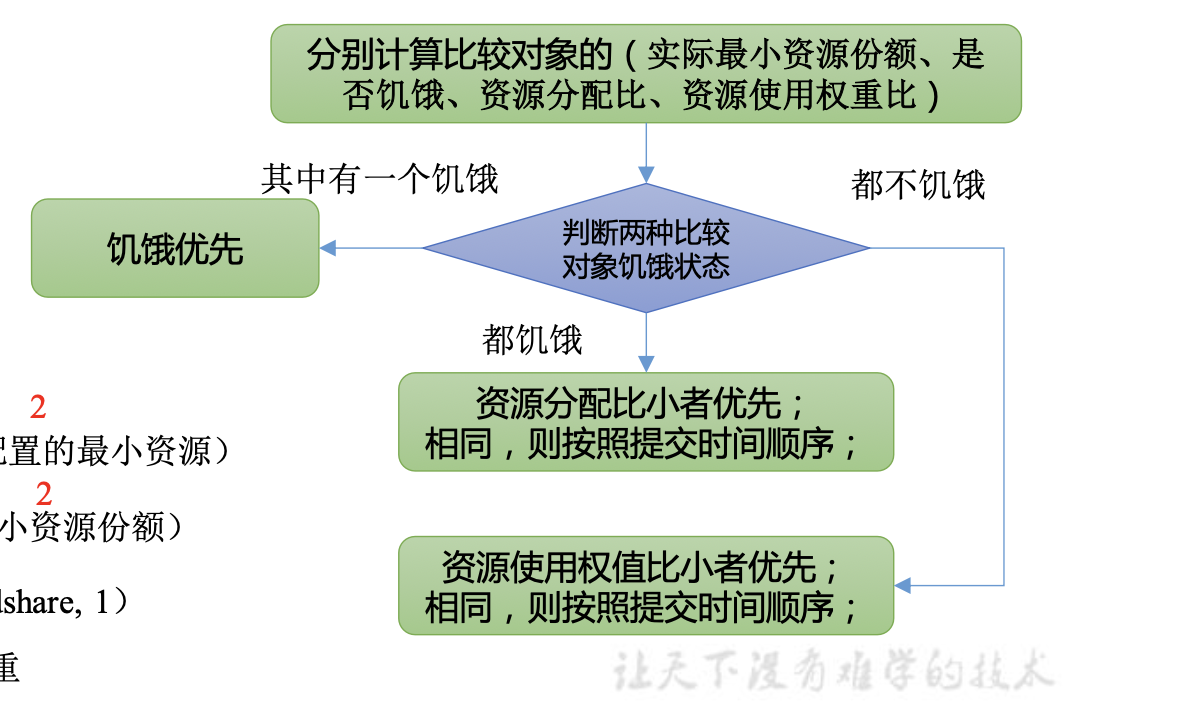 分别计算比较对象的（实际最小资源份额、是
否饥饿、资源分配比、资源使用权重比）
其中有一个饥饿
都不饥饿
饥饿优先
判断两种比较
对象饥饿状态
都饥饿
资源分配比小者优先；
相同，则按照提交时间顺序；
2
置的最小资源）
2
小资源份额）
share, 1）
资源使用权值比小者优先；
相同，则按照提交时间顺序；
重
让天下没有难学的技术